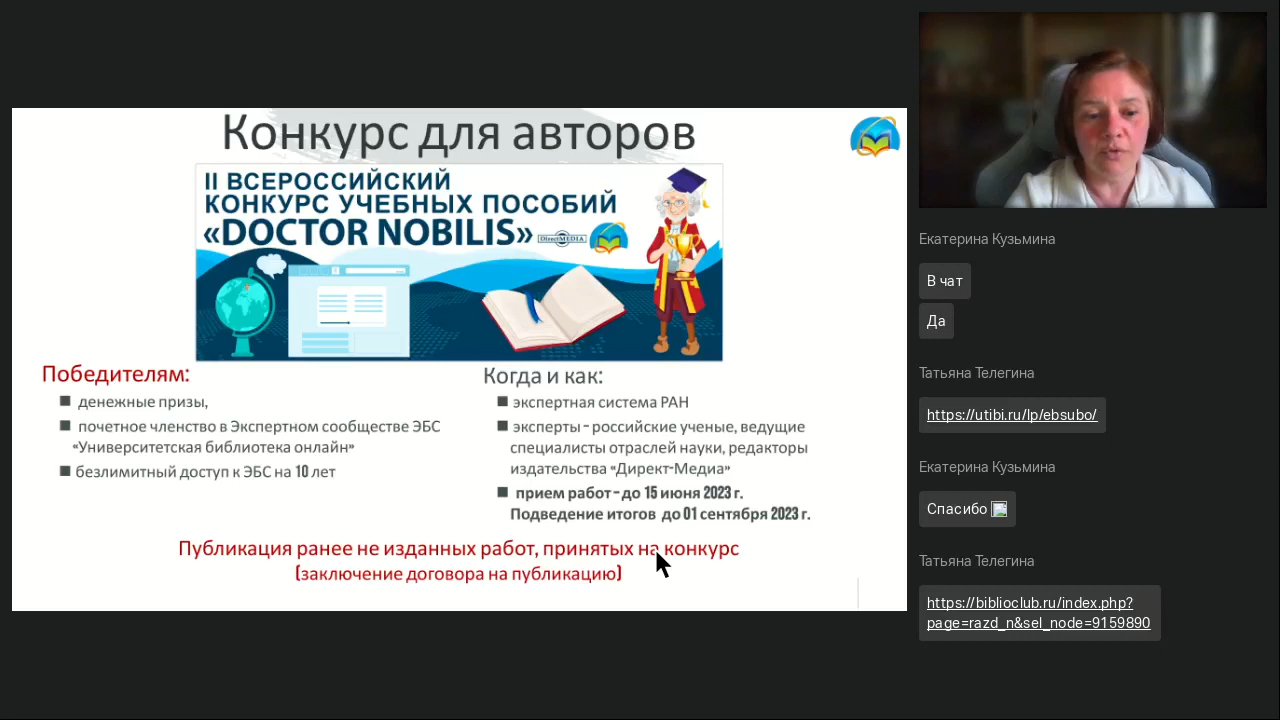 Конкурс для авторов
II ВСЕРОССИЙСКИЙ
КОНКУРС УЧЕБНЫХ ПОСОБИЙ
«DOCTOR NOBILIS»
DirectMEDIA
Победителям:
денежные призы,
почетное членство в Экспертном сообществе ЭБС
«Университетская библиотека онлайн»
безлимитный доступ к ЭБС на 10 лет
Когда и как:
экспертная система РАН
эксперты – российские ученые, ведущие
специалисты отраслей науки, редакторы
издательства «Директ-Медиа»
прием работ – до 15 июня 2023 г.
Подведение итогов до 01 сентября 2023 г.
Публикация ранее не изданных работ, принятых на конкурс
(заключение договора на публикацию)
Екатерина Кузьмина
В чат
Да
Татьяна Телегина
https://utibi.ru/lp/ebsubo/
Екатерина Кузьмина
Спасибо
Татьяна Телегина
https://biblioclub.ru/index.php?
page=razd_n&sel_node=9159890